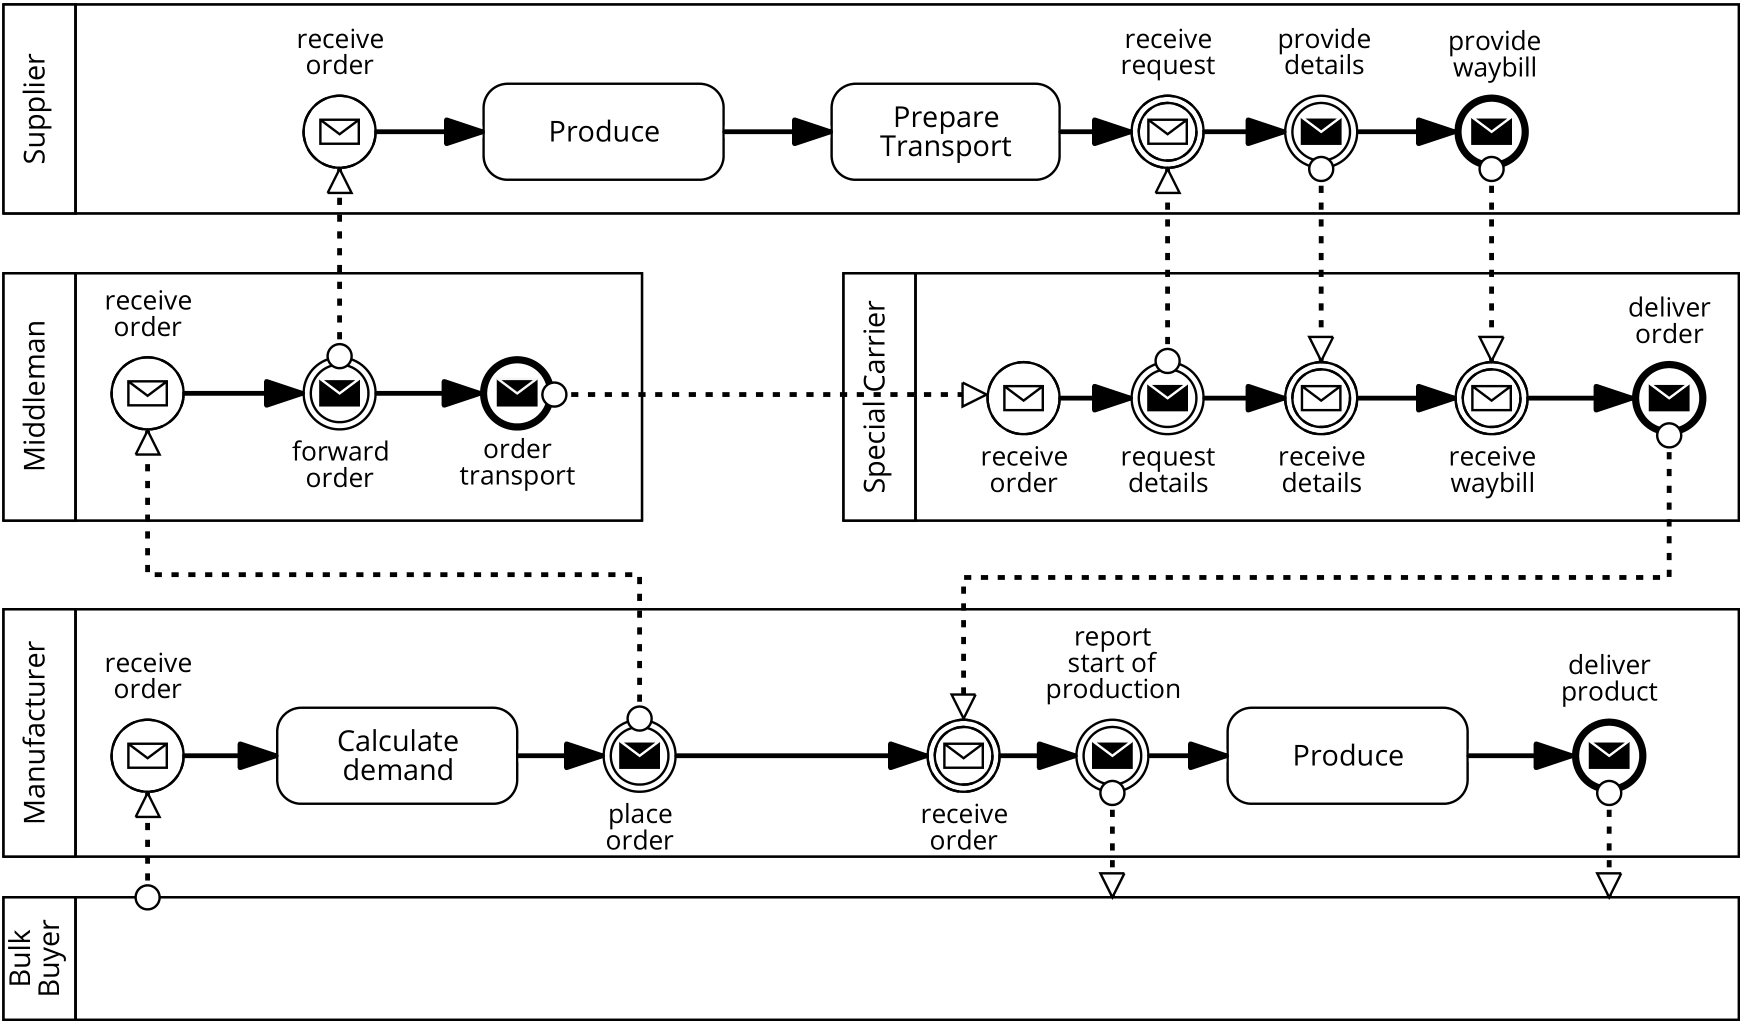 Supplier
receive
order
Produce
Prepare
Transport
receive
request
provide
details
provide
waybill
Middleman
receive
order
forward
order
order
transport
Special Carrier
receive
order
request
details
receive
details
receive
waybill
deliver
order
Manufacturer
receive
order
Calculate
demand
place
order
receive
order
report
start of
production
Produce
deliver
product
Bulk
Buyer